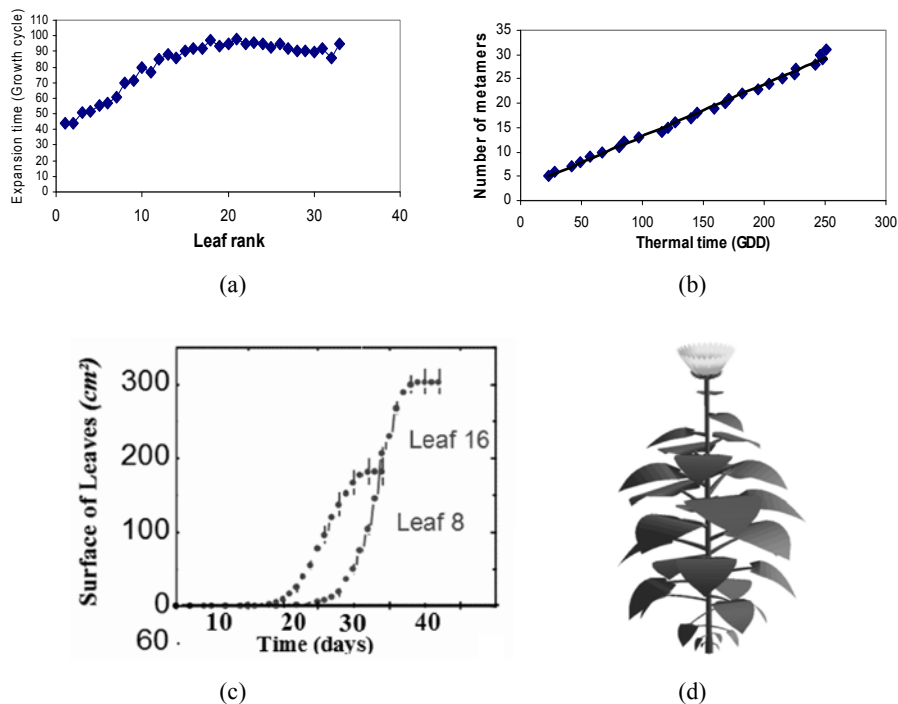 110
100
90
80
70
60
50
40
30
20
10
0
Expansion time (Growth cycle)
0 10 20 30 40
Leaf rank
(a)
35
30
25
20
15
10
5
0
Number of metamers
0 50 100 150 200 250 300
Thermal time (GDD)
(b)
300
200
100
0
60 .
Surface of Leaves (cm²)
Leaf 16
Leaf 8
10 20 30 40
Time (days)
(c)
(d)